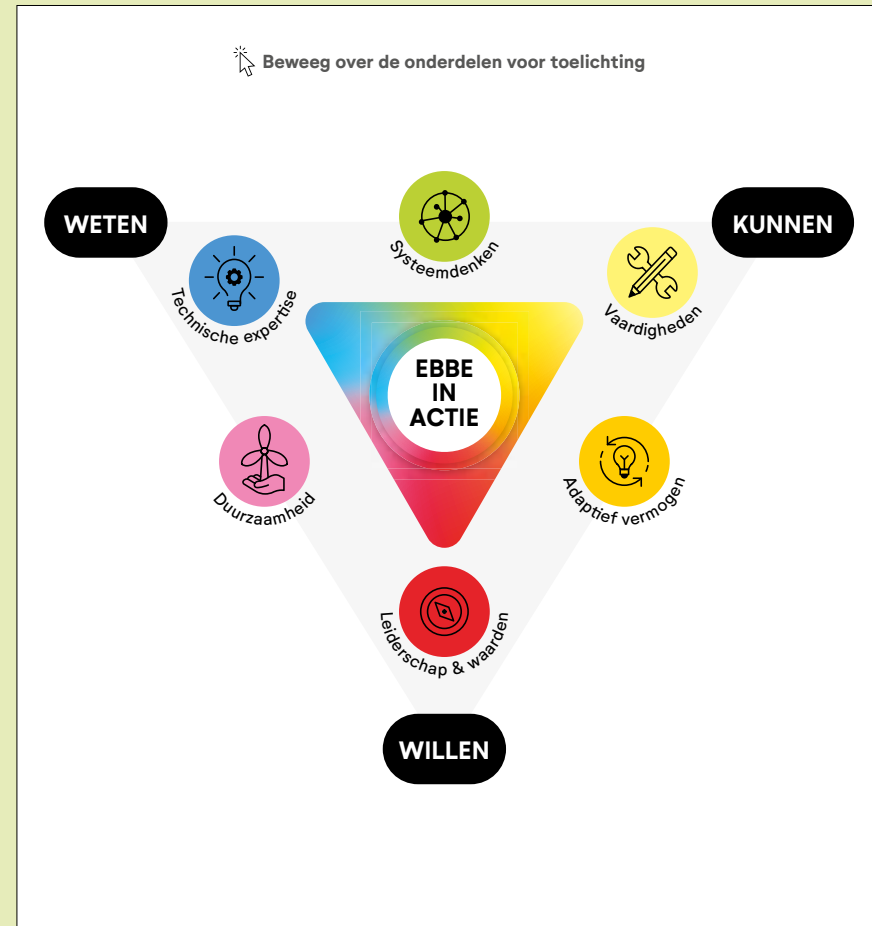 Beweeg over de onderdelen voor toelichting
WETEN
Systeemdenken
KUNNEN
Technische expertise
Vaardigheden
EBBE
IN
ACTIE
Duurzaamheid
Adaptief vermogen
Leiderschap & waarden
WILLEN